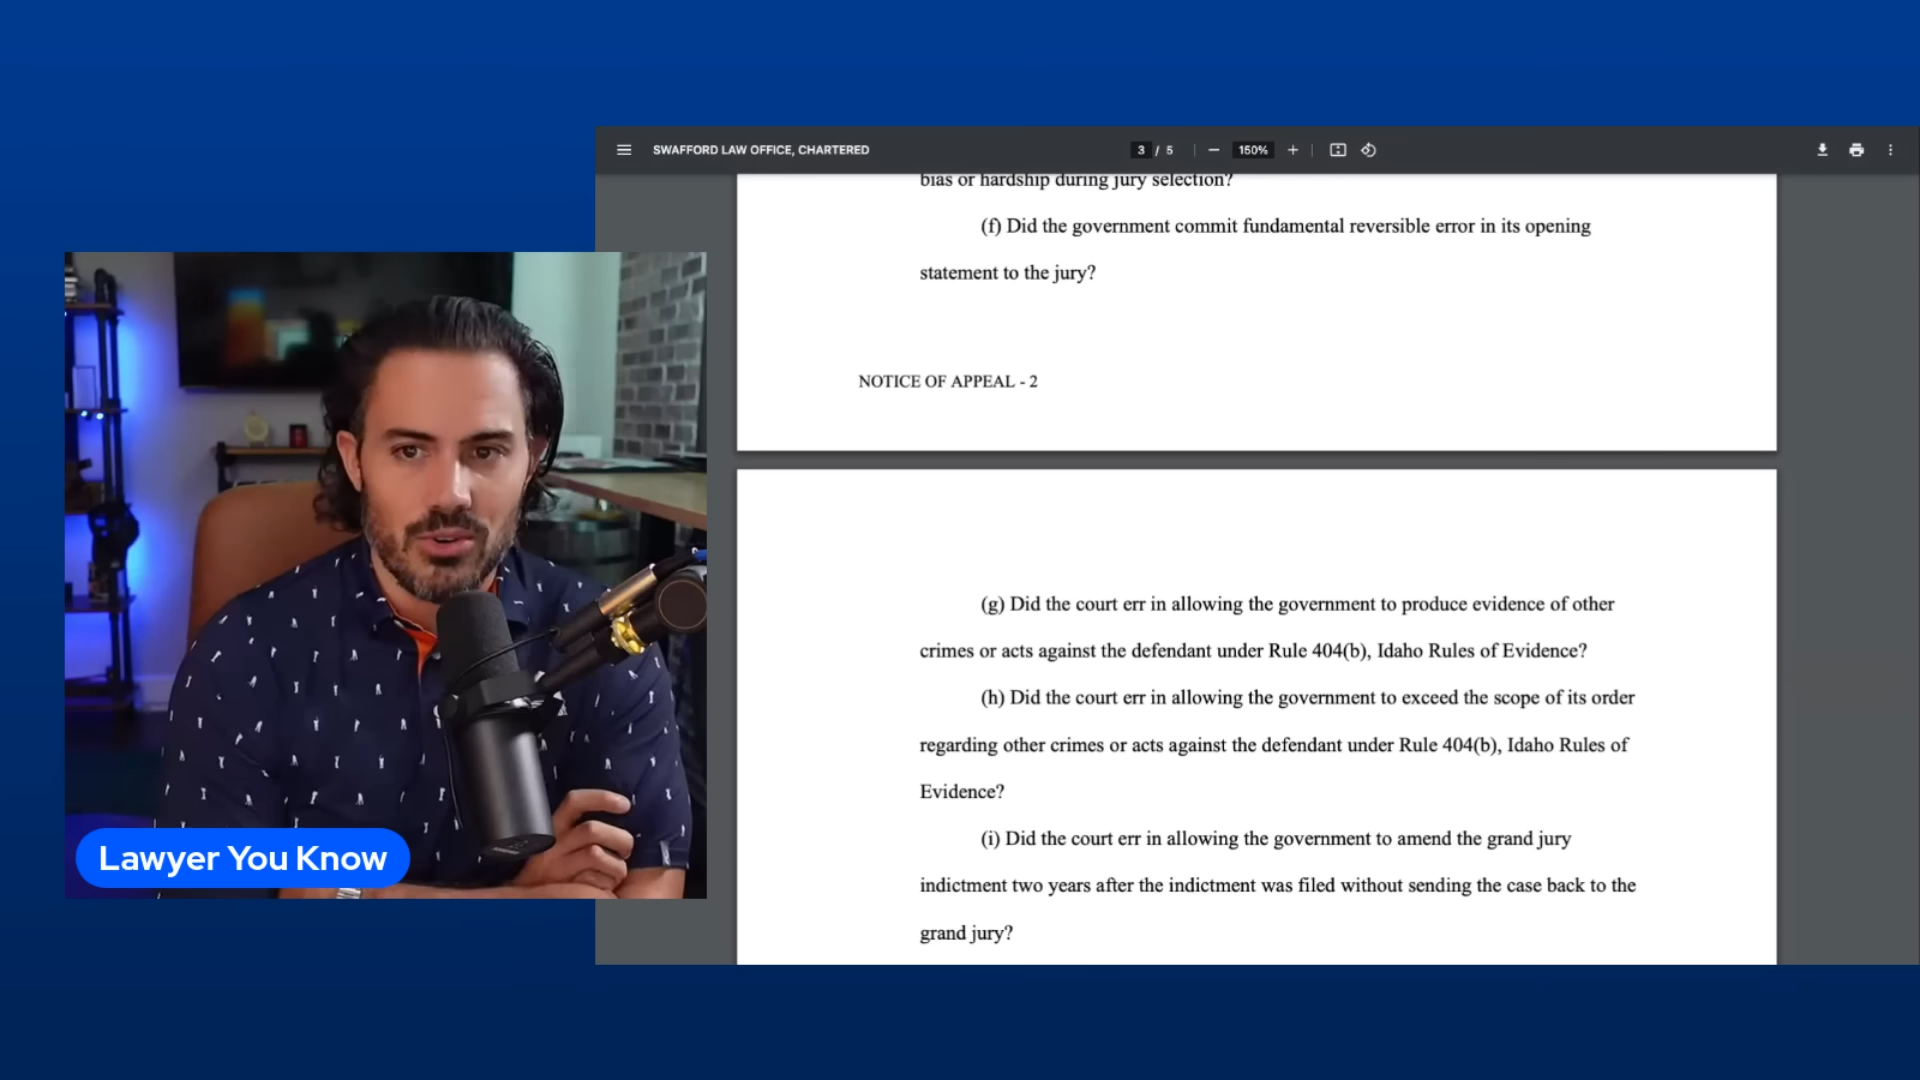 SWAFFORD LAW OFFICE, CHARTERED
3 / 5
150%
bias or hardship during jury selection?
(f) Did the government commit fundamental reversible error in its opening
statement to the jury?
NOTICE OF APPEAL - 2
(g) Did the court err in allowing the government to produce evidence of other
crimes or acts against the defendant under Rule 404(b), Idaho Rules of Evidence?
(h) Did the court err in allowing the government to exceed the scope of its order
regarding other crimes or acts against the defendant under Rule 404(b), Idaho Rules of
Evidence?
(i) Did the court err in allowing the government to amend the grand jury
indictment two years after the indictment was filed without sending the case back to the
grand jury?
Lawyer You Know